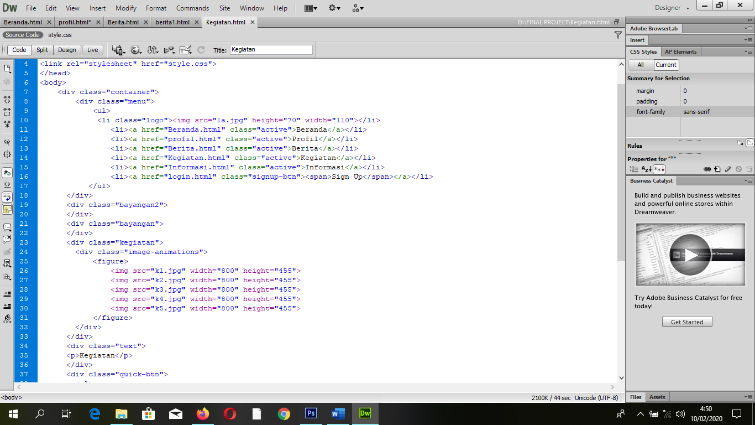 Dw File Edit View Insert Modify Format Commands Site Window Help Designer
Beranda.html profil.html* Berita.html berita1.html Kegiatan.html
Source Code style.css
Code Split Design Live Title: Kegiatan
4 <link rel="stylesheet" href="style.css">
5 </head>
6 <body>
7 <div class="container">
8 <div class="menu">
9 <ul>
10 <li class="logo"><img src="1a.jpg" height="70" width="110"></li>
11 <li><a href="Beranda.html" class="active">Beranda</a></li>
12 <li><a href="profil.html" class="active">Profil</a></li>
13 <li><a href="Berita.html" class="active">Berita</a></li>
14 <li><a href="Kegiatan.html" class="active">Kegiatan</a></li>
15 <li><a href="Informasi.html" class="active">Informasi</a></li>
16 <li><a href="login.html" class="signup-btn"><span>Sign Up</span></a></li>
17 </ul>
18 </div>
19 <div class="bayangan2">
20 </div>
21 <div class="bayangan">
22 </div>
23 <div class="kegiatan">
24 <div class="image-animations">
25 <figure>
26 <img src="k1.jpg" width="800" height="455">
27 <img src="k2.jpg" width="800" height="455">
28 <img src="k3.jpg" width="800" height="455">
29 <img src="k4.jpg" width="800" height="455">
30 <img src="k5.jpg" width="800" height="455">
31 </figure>
32 </div>
33 </div>
34 <div class="text">
35 <p>Kegiatan</p>
36 </div>
37 <div class="quick-btn">
<body> 2100K / 44 sec Unicode (UTF-8)
Adobe BrowserLab
Insert
CSS Styles AP Elements
All Current
Summary for Selection
margin 0
padding 0
font-family sans-serif
Rules
Properties for "*"
Business Catalyst
Build and publish business websites
and powerful online stores within
Dreamweaver.
Try Adobe Business Catalyst for free
today!
Get Started
Files Assets
4:50
10/02/2020